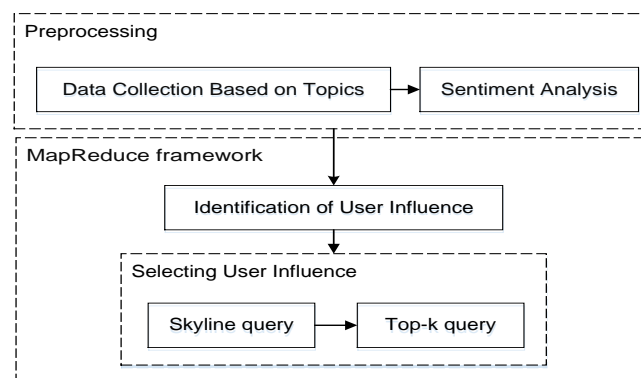 Preprocessing
Data Collection Based on Topics
Sentiment Analysis
MapReduce framework
Identification of User Influence
Selecting User Influence
Skyline query
Top-k query